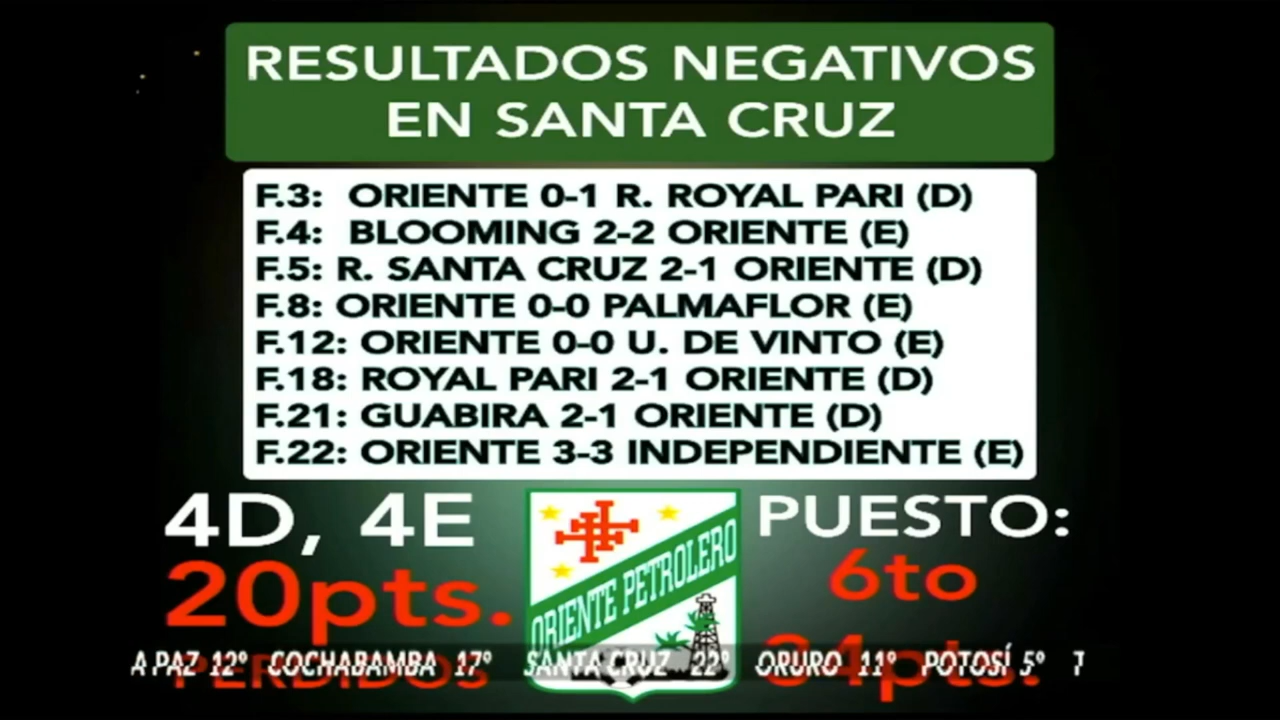 RESULTADOS NEGATIVOS
EN SANTA CRUZ
F.3: ORIENTE 0-1 R. ROYAL PARI (D)
F.4: BLOOMING 2-2 ORIENTE (E)
F.5: R. SANTA CRUZ 2-1 ORIENTE (D)
F.8: ORIENTE 0-0 PALMAFLOR (E)
F.12: ORIENTE 0-0 U. DE VINTO (E)
F.18: ROYAL PARI 2-1 ORIENTE (D)
F.21: GUABIRA 2-1 ORIENTE (D)
F.22: ORIENTE 3-3 INDEPENDIENTE (E)
4D, 4E
20pts.
PERDIDOS
ORIENTE PETROLERO
PUESTO:
6to
34pts.
A PAZ 12° COCHABAMBA 17° SANTA CRUZ 22° ORURO 11° POTOSÍ 5° T